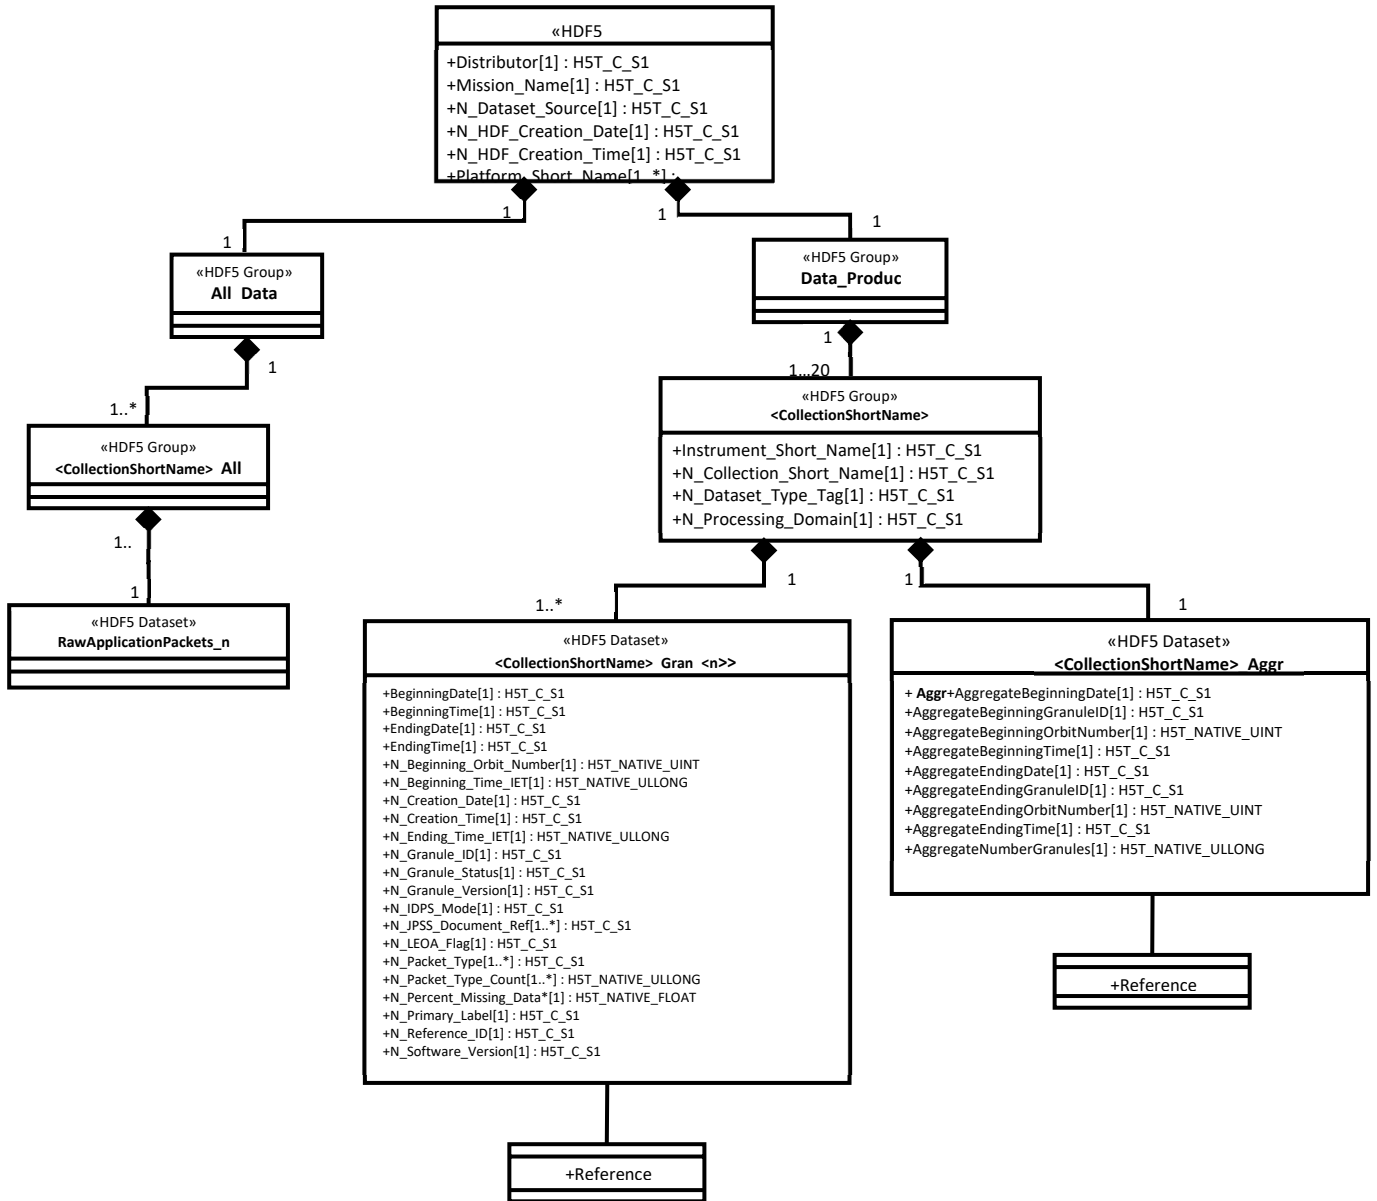 «HDF5
+Distributor[1] : H5T_C_S1
+Mission_Name[1] : H5T_C_S1
+N_Dataset_Source[1] : H5T_C_S1
+N_HDF_Creation_Date[1] : H5T_C_S1
+N_HDF_Creation_Time[1] : H5T_C_S1
+Platform_Short_Name[1..*] :
1
1
1
1
«HDF5 Group»
All Data
«HDF5 Group»
Data_Produc
1
1
1...20
1..*
«HDF5 Group»
<CollectionShortName> All
«HDF5 Group»
<CollectionShortName>
+Instrument_Short_Name[1] : H5T_C_S1
+N_Collection_Short_Name[1] : H5T_C_S1
+N_Dataset_Type_Tag[1] : H5T_C_S1
+N_Processing_Domain[1] : H5T_C_S1
1..
1
«HDF5 Dataset»
RawApplicationPackets_n
1
1
1..*
1
«HDF5 Dataset»
<CollectionShortName> Gran <n>>
+BeginningDate[1] : H5T_C_S1
+BeginningTime[1] : H5T_C_S1
+EndingDate[1] : H5T_C_S1
+EndingTime[1] : H5T_C_S1
+N_Beginning_Orbit_Number[1] : H5T_NATIVE_UINT
+N_Beginning_Time_IET[1] : H5T_NATIVE_ULLONG
+N_Creation_Date[1] : H5T_C_S1
+N_Creation_Time[1] : H5T_C_S1
+N_Ending_Time_IET[1] : H5T_NATIVE_ULLONG
+N_Granule_ID[1] : H5T_C_S1
+N_Granule_Status[1] : H5T_C_S1
+N_Granule_Version[1] : H5T_C_S1
+N_IDPS_Mode[1] : H5T_C_S1
+N_JPSS_Document_Ref[1..*] : H5T_C_S1
+N_LEOA_Flag[1] : H5T_C_S1
+N_Packet_Type[1..*] : H5T_C_S1
+N_Packet_Type_Count[1..*] : H5T_NATIVE_ULLONG
+N_Percent_Missing_Data*[1] : H5T_NATIVE_FLOAT
+N_Primary_Label[1] : H5T_C_S1
+N_Reference_ID[1] : H5T_C_S1
+N_Software_Version[1] : H5T_C_S1
«HDF5 Dataset»
<CollectionShortName> Aggr
+ Aggr+AggregateBeginningDate[1] : H5T_C_S1
+AggregateBeginningGranuleID[1] : H5T_C_S1
+AggregateBeginningOrbitNumber[1] : H5T_NATIVE_UINT
+AggregateBeginningTime[1] : H5T_C_S1
+AggregateEndingDate[1] : H5T_C_S1
+AggregateEndingGranuleID[1] : H5T_C_S1
+AggregateEndingOrbitNumber[1] : H5T_NATIVE_UINT
+AggregateEndingTime[1] : H5T_C_S1
+AggregateNumberGranules[1] : H5T_NATIVE_ULLONG
+Reference
+Reference